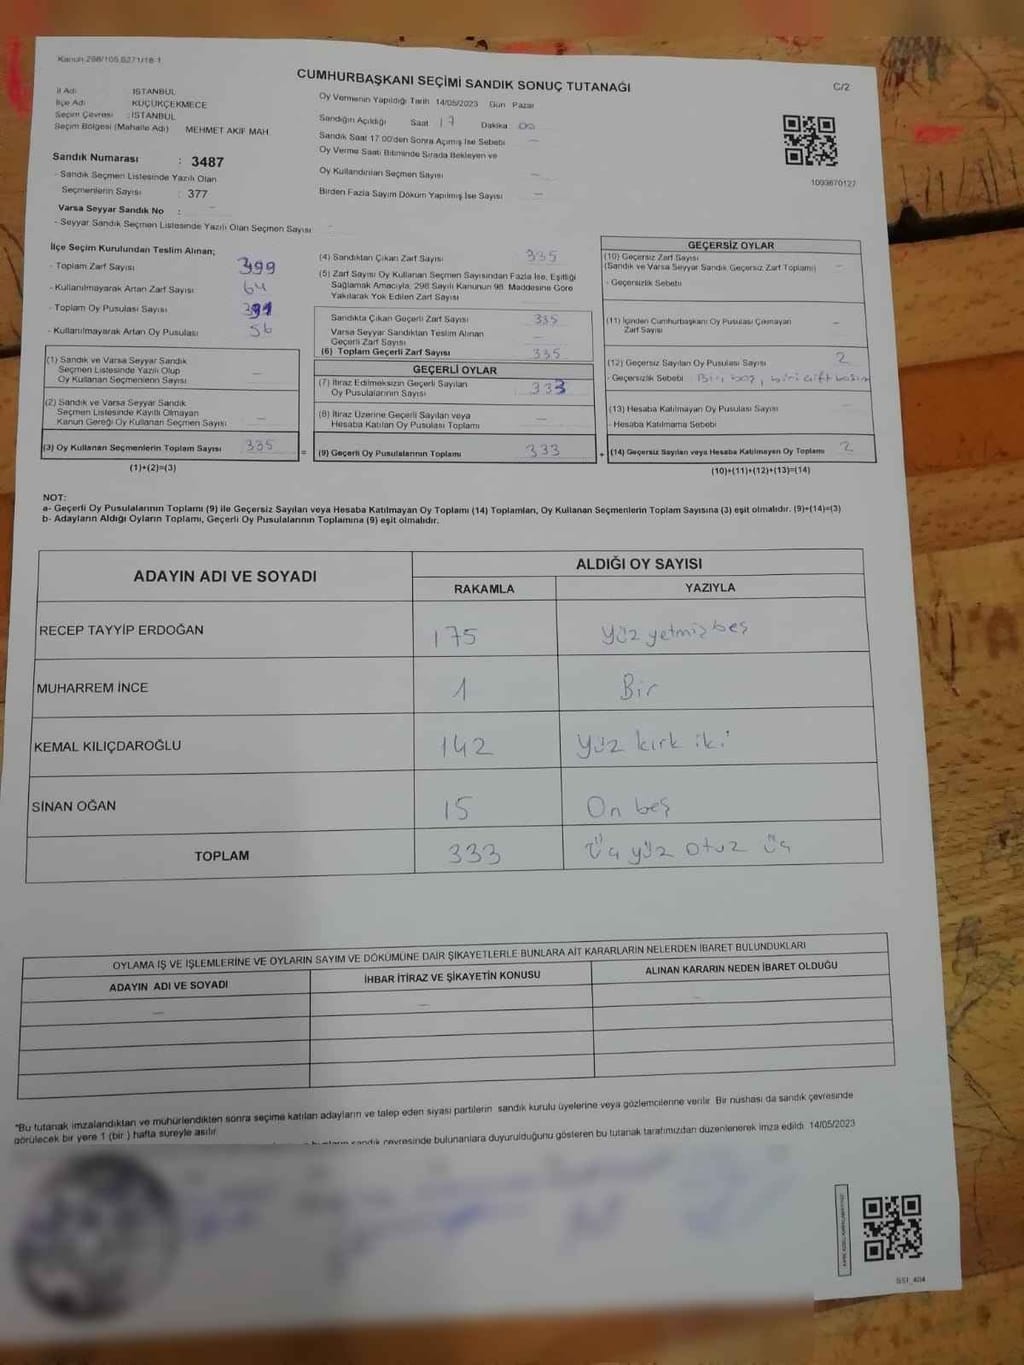 Kanun 298/105,6271/18-1
CUMHURBAŞKANI SEÇİMİ SANDIK SONUÇ TUTANAĞI
C/2
İl Adı : İSTANBUL
İlçe Adı : KÜÇÜKÇEKMECE
Seçim Çevresi : İSTANBUL
Seçim Bölgesi (Mahalle Adı) MEHMET AKİF MAH
Sandık Numarası : 3487
- Sandık Seçmen Listesinde Yazılı Olan
Seçmenlerin Sayısı : 377
Varsa Seyyar Sandık No : -
- Seyyar Sandık Seçmen Listesinde Yazılı Olan Seçmen Sayısı
Oy Vermenin Yapıldığı Tarih 14/05/2023 Gün Pazar
Sandığın Açıldığı Saat 17 Dakika 00
Sandık Saat 17.00'den Sonra Açımış İse Sebebi -
Oy Verme Saati Bitiminde Sırada Bekleyen ve
Oy Kullandırılan Seçmen Sayısı -
Birden Fazla Sayım Döküm Yapılmış İse Sayısı -
1093870127
İlçe Seçim Kurulundan Teslim Alınan;
- Toplam Zarf Sayısı 399
- Kullanılmayarak Artan Zarf Sayısı 64
- Toplam Oy Pusulası Sayısı
- Kullanılmayarak Artan Oy Pusulası 56
(1) Sandık ve Varsa Seyyar Sandık
Seçmen Listesinde Yazılı Olup
Oy Kullanan Seçmenlerin Sayısı -
(2) Sandık ve Varsa Seyyar Sandık
Seçmen Listesinde Kayıtlı Olmayan
Kanun Gereği Oy Kullanan Seçmen Sayısı -
(3) Oy Kullanan Seçmenlerin Toplam Sayısı 335
=
(1)+(2)=(3)
(4) Sandıktan Çıkan Zarf Sayısı 335
(5) Zarf Sayısı Oy Kullanan Seçmen Sayısından Fazla İse, Eşitliği
Sağlamak Amacıyla, 298 Sayılı Kanunun 98. Maddesine Göre
Yakılarak Yok Edilen Zarf Sayısı -
Sandıkta Çıkan Geçerli Zarf Sayısı 335
Varsa Seyyar Sandıktan Teslim Alınan
Geçerli Zarf Sayısı -
(6) Toplam Geçerli Zarf Sayısı 335
GEÇERLİ OYLAR
(7) İtiraz Edilmeksizin Geçerli Sayılan
Oy Pusulalarının Sayısı 333
(8) İtiraz Üzerine Geçerli Sayılan veya
Hesaba Katılan Oy Pusulası Toplamı -
(9) Geçerli Oy Pusulalarının Toplamı 333
+
GEÇERSİZ OYLAR
(10) Geçersiz Zarf Sayısı
(Sandık ve Varsa Seyyar Sandık Geçersiz Zarf Toplamı) -
- Geçersizlik Sebebi
(11) İçinden Cumhurbaşkanı Oy Pusulası Çıkmayan
Zarf Sayısı -
(12) Geçersiz Sayılan Oy Pusulası Sayısı 2
- Geçersizlik Sebebi Biri boş, biri çift basım
(13) Hesaba Katılmayan Oy Pusulası Sayısı -
- Hesaba Katılmama Sebebi
(14) Geçersiz Sayılan veya Hesaba Katılmayan Oy Toplamı 2
(10)+(11)+(12)+(13)=(14)
NOT:
a- Geçerli Oy Pusulalarının Toplamı (9) ile Geçersiz Sayılan veya Hesaba Katılmayan Oy Toplamı (14) Toplamları, Oy Kullanan Seçmenlerin Toplam Sayısına (3) eşit olmalıdır. (9)+(14)=(3)
b- Adayların Aldığı Oyların Toplamı, Geçerli Oy Pusulalarının Toplamına (9) eşit olmalıdır.
ADAYIN ADI VE SOYADI
ALDIĞI OY SAYISI
RAKAMLA YAZIYLA
RECEP TAYYİP ERDOĞAN 175 Yüz yetmiş beş
MUHARREM İNCE 1 Bir
KEMAL KILIÇDAROĞLU 142 Yüz kırk iki
SİNAN OĞAN 15 On beş
TOPLAM 333 Üç yüz otuz üç
OYLAMA İŞ VE İŞLEMLERİNE VE OYLARIN SAYIM VE DÖKÜMÜNE DAİR ŞİKAYETLERLE BUNLARA AİT KARARLARIN NELERDEN İBARET BULUNDUKLARI
ADAYIN ADI VE SOYADI İHBAR İTİRAZ VE ŞİKAYETİN KONUSU ALINAN KARARIN NEDEN İBARET OLDUĞU
- - -
*Bu tutanak imzalandıktan ve mühürlendikten sonra seçime katılan adayların ve talep eden siyasi partilerin sandık kurulu üyelerine veya gözlemcilerine verilir. Bir nüshası da sandık çevresinde
görülecek bir yere 1 (bir) hafta süreyle asılır.
sandık çevresinde bulunanlara duyurulduğunu gösteren bu tutanak tarafımızdan düzenlenerek imza edildi. 14/05/2023